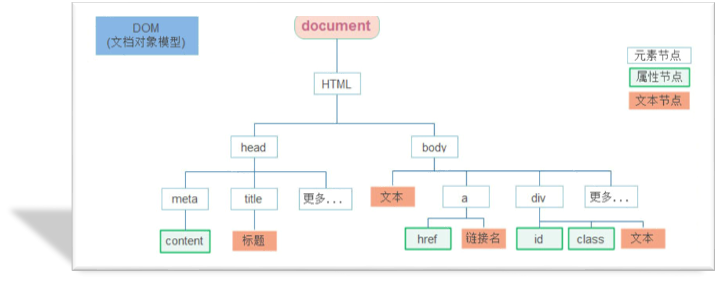 DOM
(文档对象模型)
document
元素节点
属性节点
文本节点
HTML
head
body
meta
title
更多...
文本
a
div
更多...
content
标题
href
链接名
id
class
文本